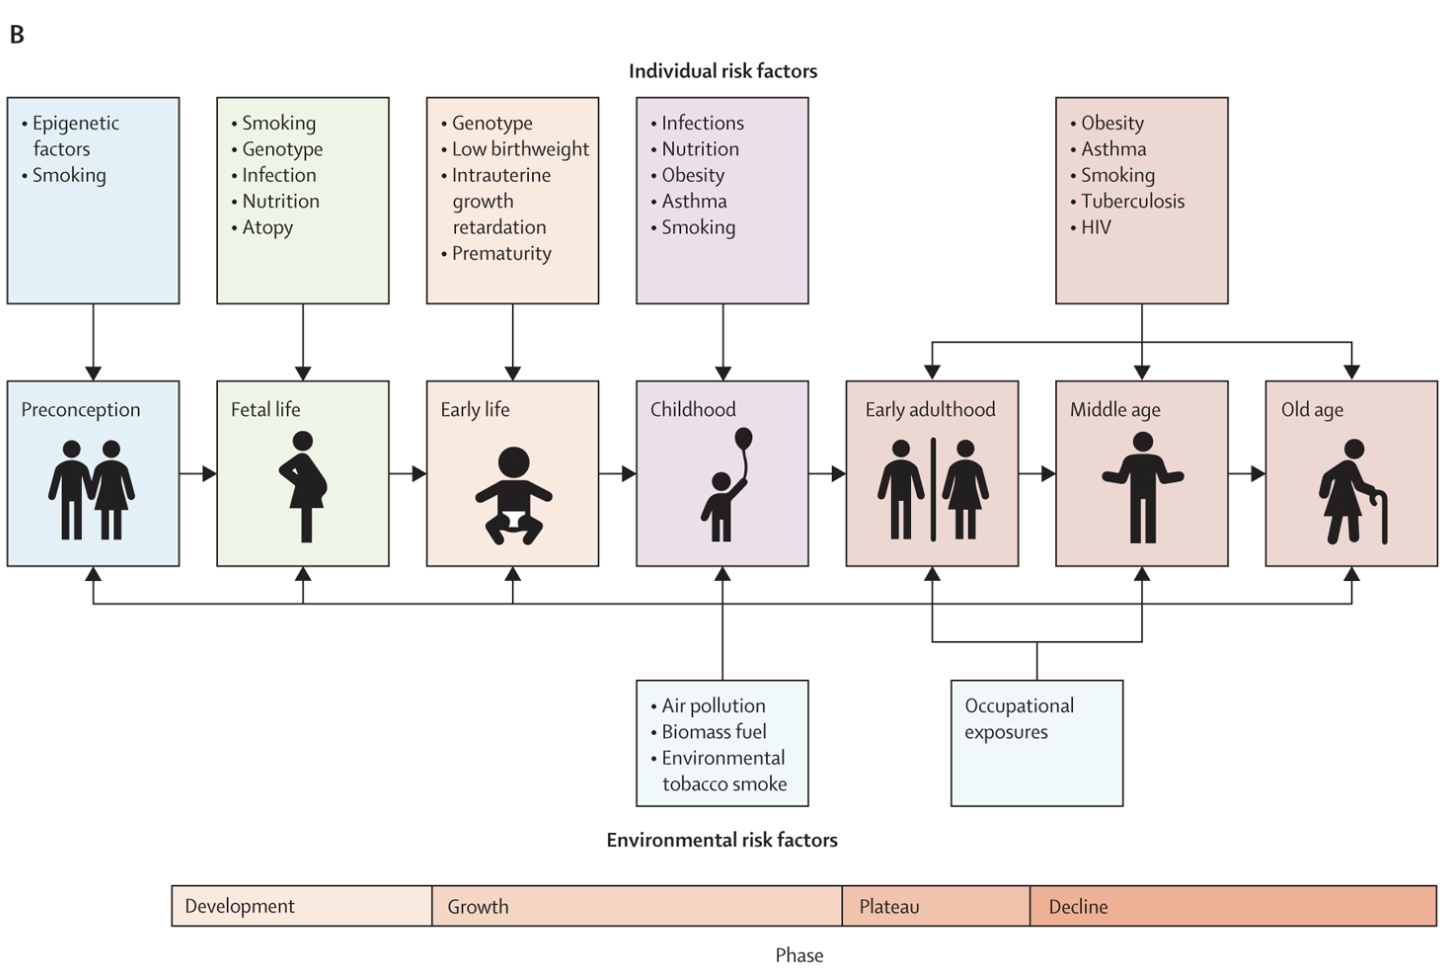 B
Individual risk factors
• Epigenetic
factors
• Smoking
• Smoking
• Genotype
• Infection
• Nutrition
• Atopy
• Genotype
• Low birthweight
• Intrauterine
growth
retardation
• Prematurity
• Infections
• Nutrition
• Obesity
• Asthma
• Smoking
• Obesity
• Asthma
• Smoking
• Tuberculosis
• HIV
Preconception
Fetal life
Early life
Childhood
Early adulthood
Middle age
Old age
• Air pollution
• Biomass fuel
• Environmental
tobacco smoke
Occupational
exposures
Environmental risk factors
Development
Growth
Plateau
Decline
Phase